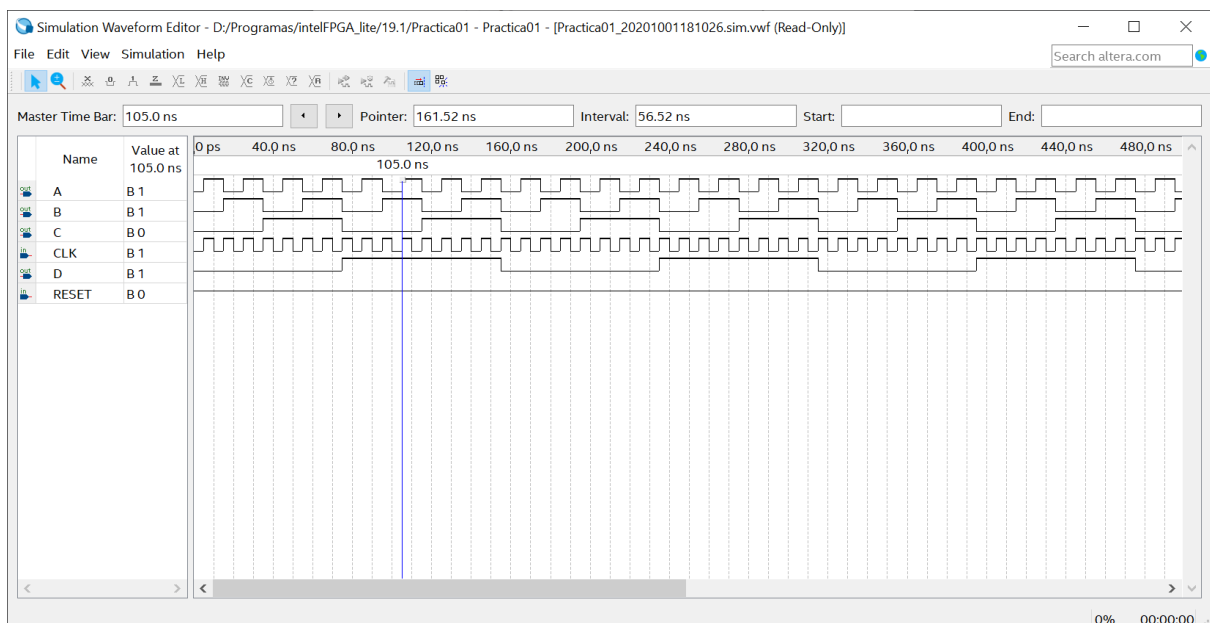 Simulation Waveform Editor - D:/Programas/intelFPGA_lite/19.1/Practica01 - Practica01 - [Practica01_20201001181026.sim.vwf (Read-Only)]
File Edit View Simulation Help
Search altera.com
Master Time Bar: 105.0 ns Pointer: 161.52 ns Interval: 56.52 ns Start: End:
Name Value at 105.0 ns
0 ps 40,0 ns 80,0 ns 120,0 ns 160,0 ns 200,0 ns 240,0 ns 280,0 ns 320,0 ns 360,0 ns 400,0 ns 440,0 ns 480,0 ns
105.0 ns
out A B 1
out B B 1
out C B 0
in CLK B 1
out D B 1
in RESET B 0
0% 00:00:00